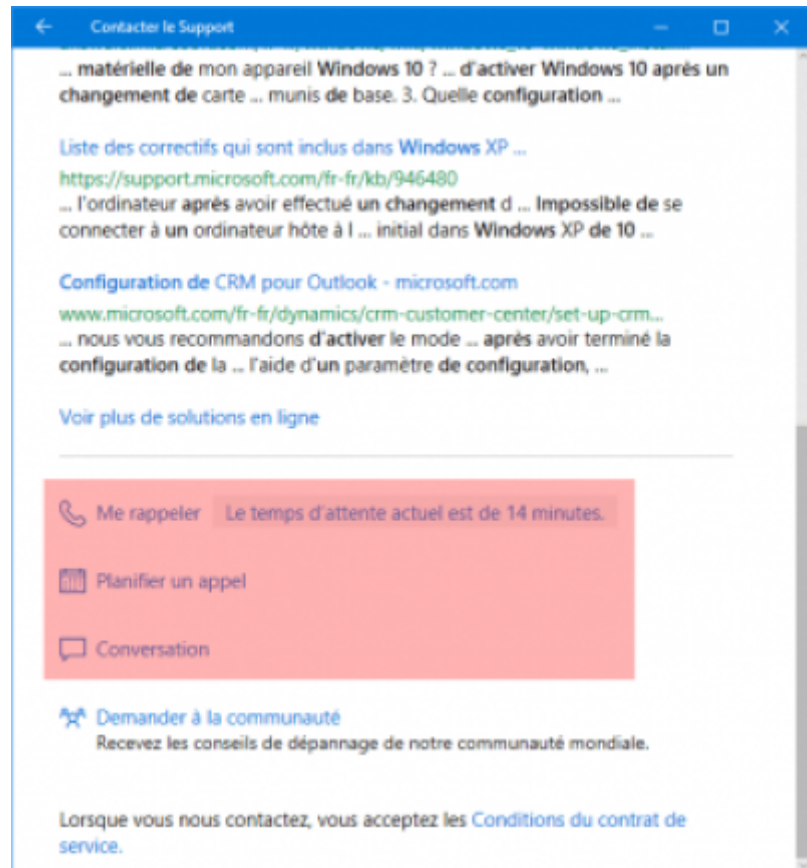 Contacter le Support
... matérielle de mon appareil Windows 10 ? ... d'activer Windows 10 après un
changement de carte ... munis de base. 3. Quelle configuration ...
Liste des correctifs qui sont inclus dans Windows XP ...
https://support.microsoft.com/fr-fr/kb/946480
... l'ordinateur après avoir effectué un changement d ... Impossible de se
connecter à un ordinateur hôte à l ... initial dans Windows XP de 10 ...
Configuration de CRM pour Outlook - microsoft.com
www.microsoft.com/fr-fr/dynamics/crm-customer-center/set-up-crm...
... nous vous recommandons d'activer le mode ... après avoir terminé la
configuration de la ... l'aide d'un paramètre de configuration, ...
Voir plus de solutions en ligne
Me rappeler Le temps d'attente actuel est de 14 minutes.
Planifier un appel
Conversation
Demander à la communauté
Recevez les conseils de dépannage de notre communauté mondiale.
Lorsque vous nous contactez, vous acceptez les Conditions du contrat de
service.